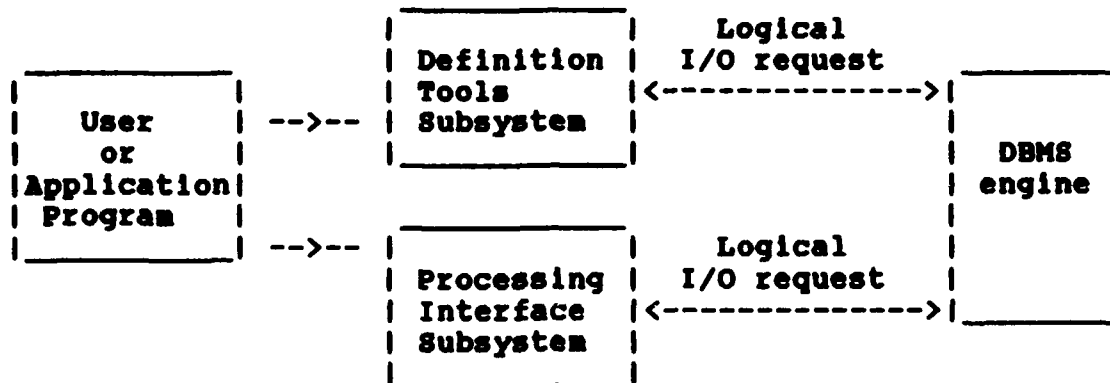 User
or
Application
Program
Definition
Tools
Subsystem
Logical
I/O request
Processing
Interface
Subsystem
Logical
I/O request
DBMS
engine